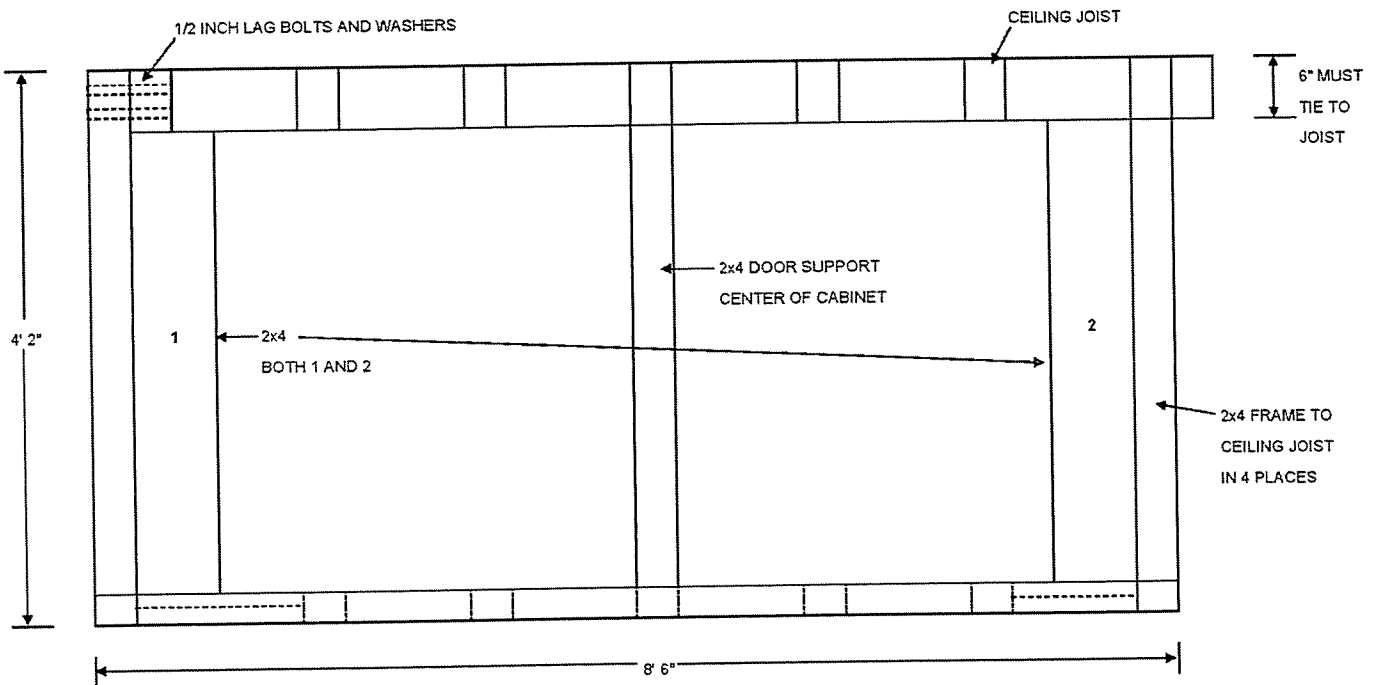 1/2 INCH LAG BOLTS AND WASHERS
CEILING JOIST
6" MUST
TIE TO
JOIST
2x4 DOOR SUPPORT
CENTER OF CABINET
4' 2"
1
2x4
BOTH 1 AND 2
2
2x4 FRAME TO
CEILING JOIST
IN 4 PLACES
8' 6"